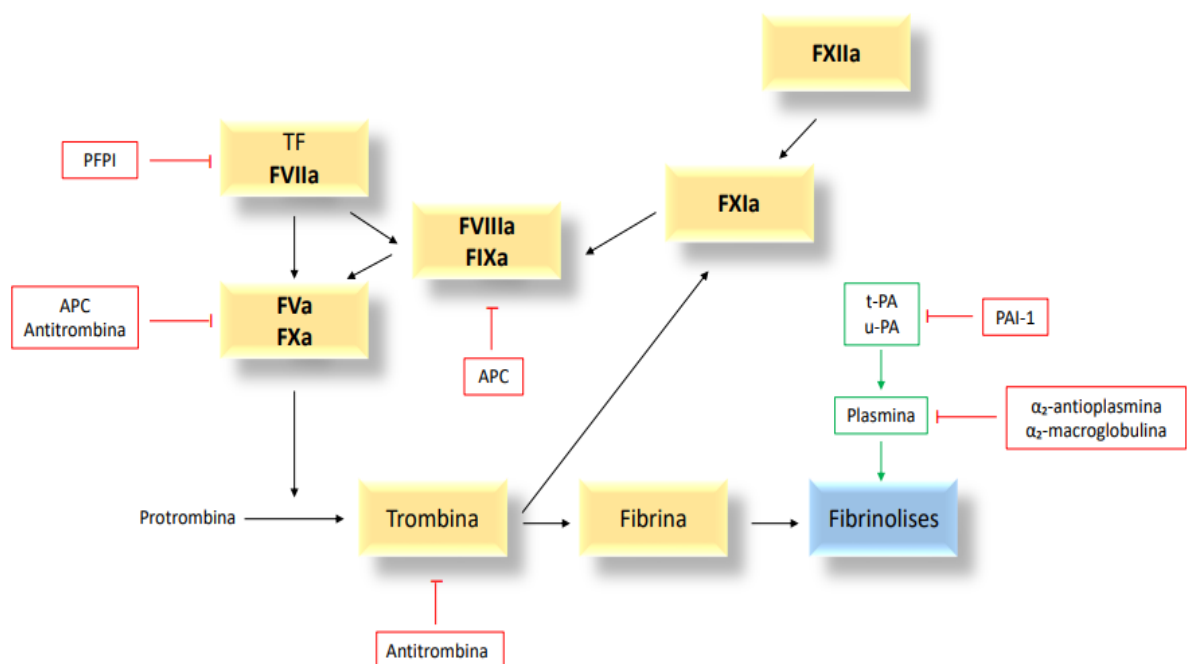 FXIIa
TF
FVIIa
PFPI
FXIa
FVIIIa
FIXa
APC
Antitrombina
FVa
FXa
t-PA
u-PA
PAI-1
APC
Plasmina
α₂-antioplasmina
α₂-macroglobulina
Protrombina
Trombina
Fibrina
Fibrinolises
Antitrombina